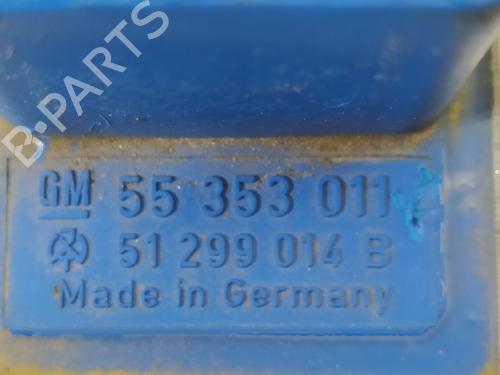 B-PARTS
GM 55 353 011
51 299 014 B
Made in Germany